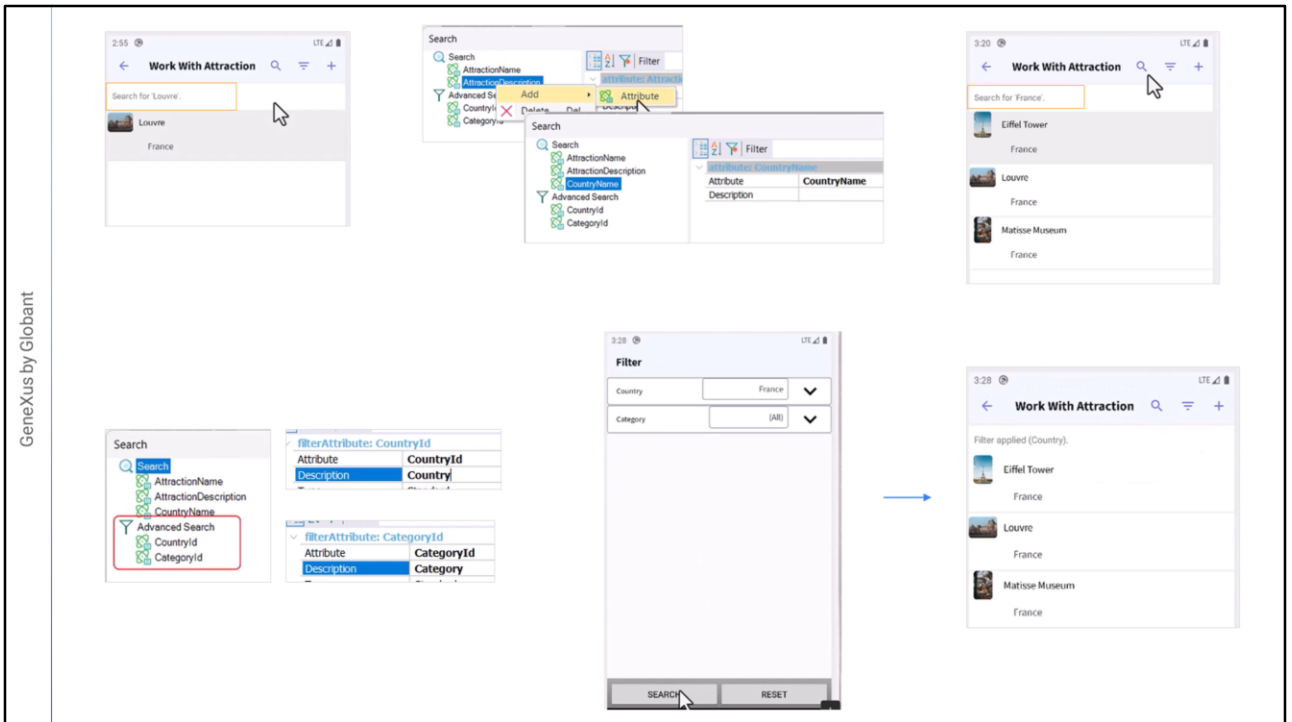 GeneXus by Globant
2:55 LTE
Work With Attraction
Search for 'Louvre'.
Louvre
France
Search
Search
AttractionName
AttractionDescription
Advanced Se
CountryI
CategoryId
Filter
attribute: Attracti
Add
Attribute
Delete Del
Description
Search
Search
AttractionName
AttractionDescription
CountryName
Advanced Search
CountryId
CategoryId
Filter
attribute: CountryName
Attribute CountryName
Description
3:20 LTE
Work With Attraction
Search for 'France'.
Eiffel Tower
France
Louvre
France
Matisse Museum
France
Search
Search
AttractionName
AttractionDescription
CountryName
Advanced Search
CountryId
CategoryId
filterAttribute: CountryId
Attribute CountryId
Description Country
filterAttribute: CategoryId
Attribute CategoryId
Description Category
3:28 LTE
Filter
Country France
Category (All)
SEARCH RESET
3:28 LTE
Work With Attraction
Filter applied (Country).
Eiffel Tower
France
Louvre
France
Matisse Museum
France